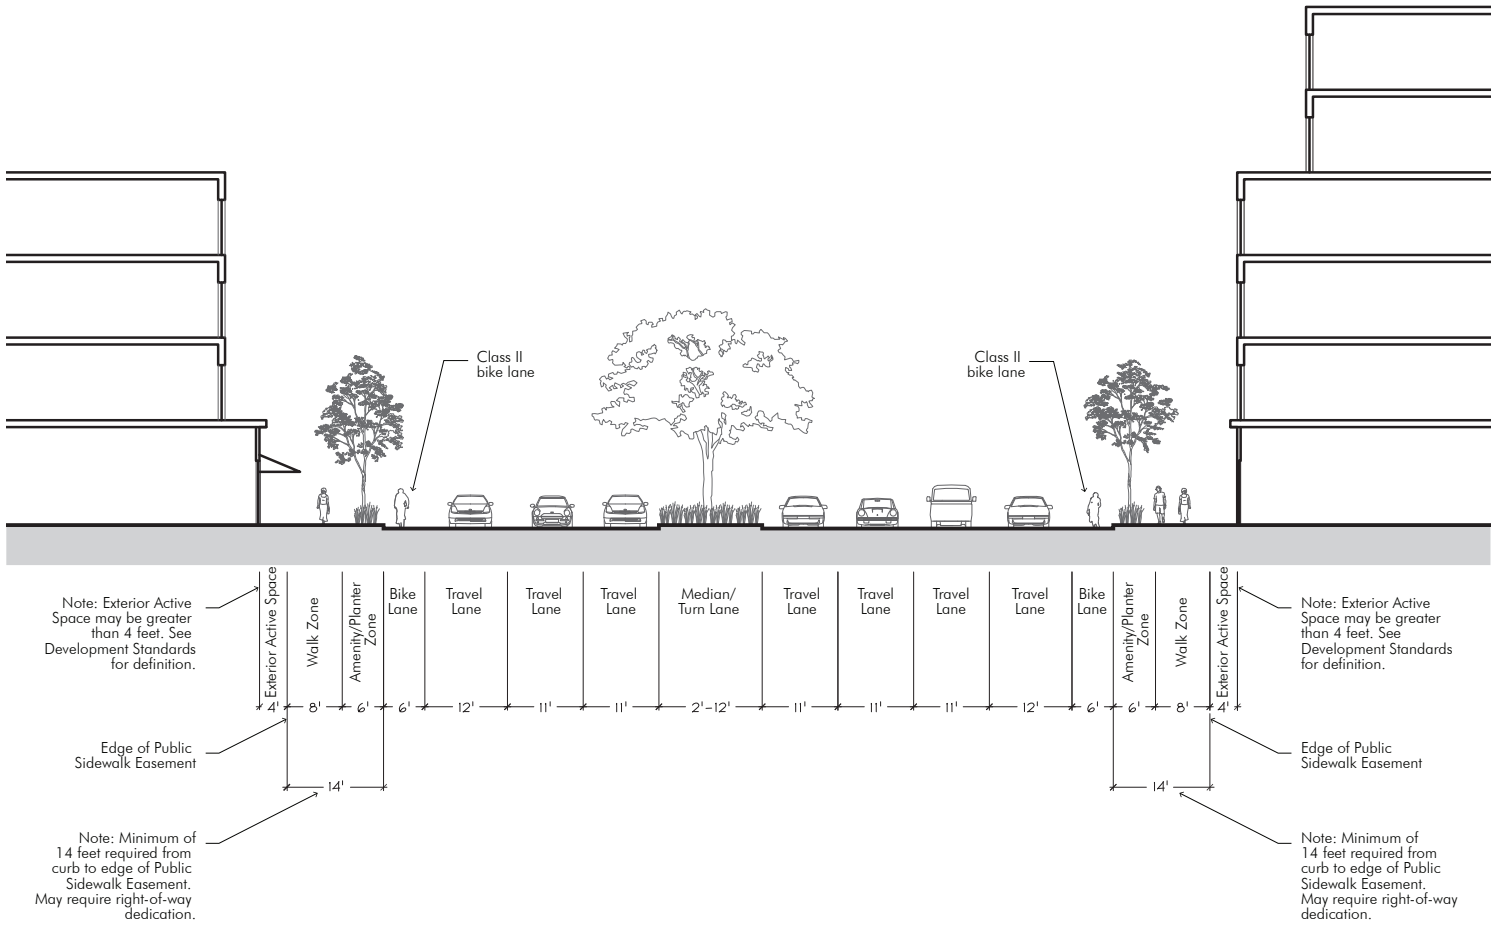 Class II
bike lane
Class II
bike lane
Note: Exterior Active
Space may be greater
than 4 feet. See
Development Standards
for definition.
Exterior Active Space
Walk Zone
Amenity/Planter
Zone
Bike
Lane
Travel
Lane
Travel
Lane
Travel
Lane
Median/
Turn Lane
Travel
Lane
Travel
Lane
Travel
Lane
Travel
Lane
Bike
Lane
Amenity/Planter
Zone
Walk Zone
Exterior Active Space
Note: Exterior Active
Space may be greater
than 4 feet. See
Development Standards
for definition.
4' 8' 6' 6' 12' 11' 11' 2'-12' 11' 11' 11' 12' 6' 6' 8' 4'
Edge of Public
Sidewalk Easement
Edge of Public
Sidewalk Easement
14'
14'
Note: Minimum of
14 feet required from
curb to edge of Public
Sidewalk Easement.
May require right-of-way
dedication.
Note: Minimum of
14 feet required from
curb to edge of Public
Sidewalk Easement.
May require right-of-way
dedication.